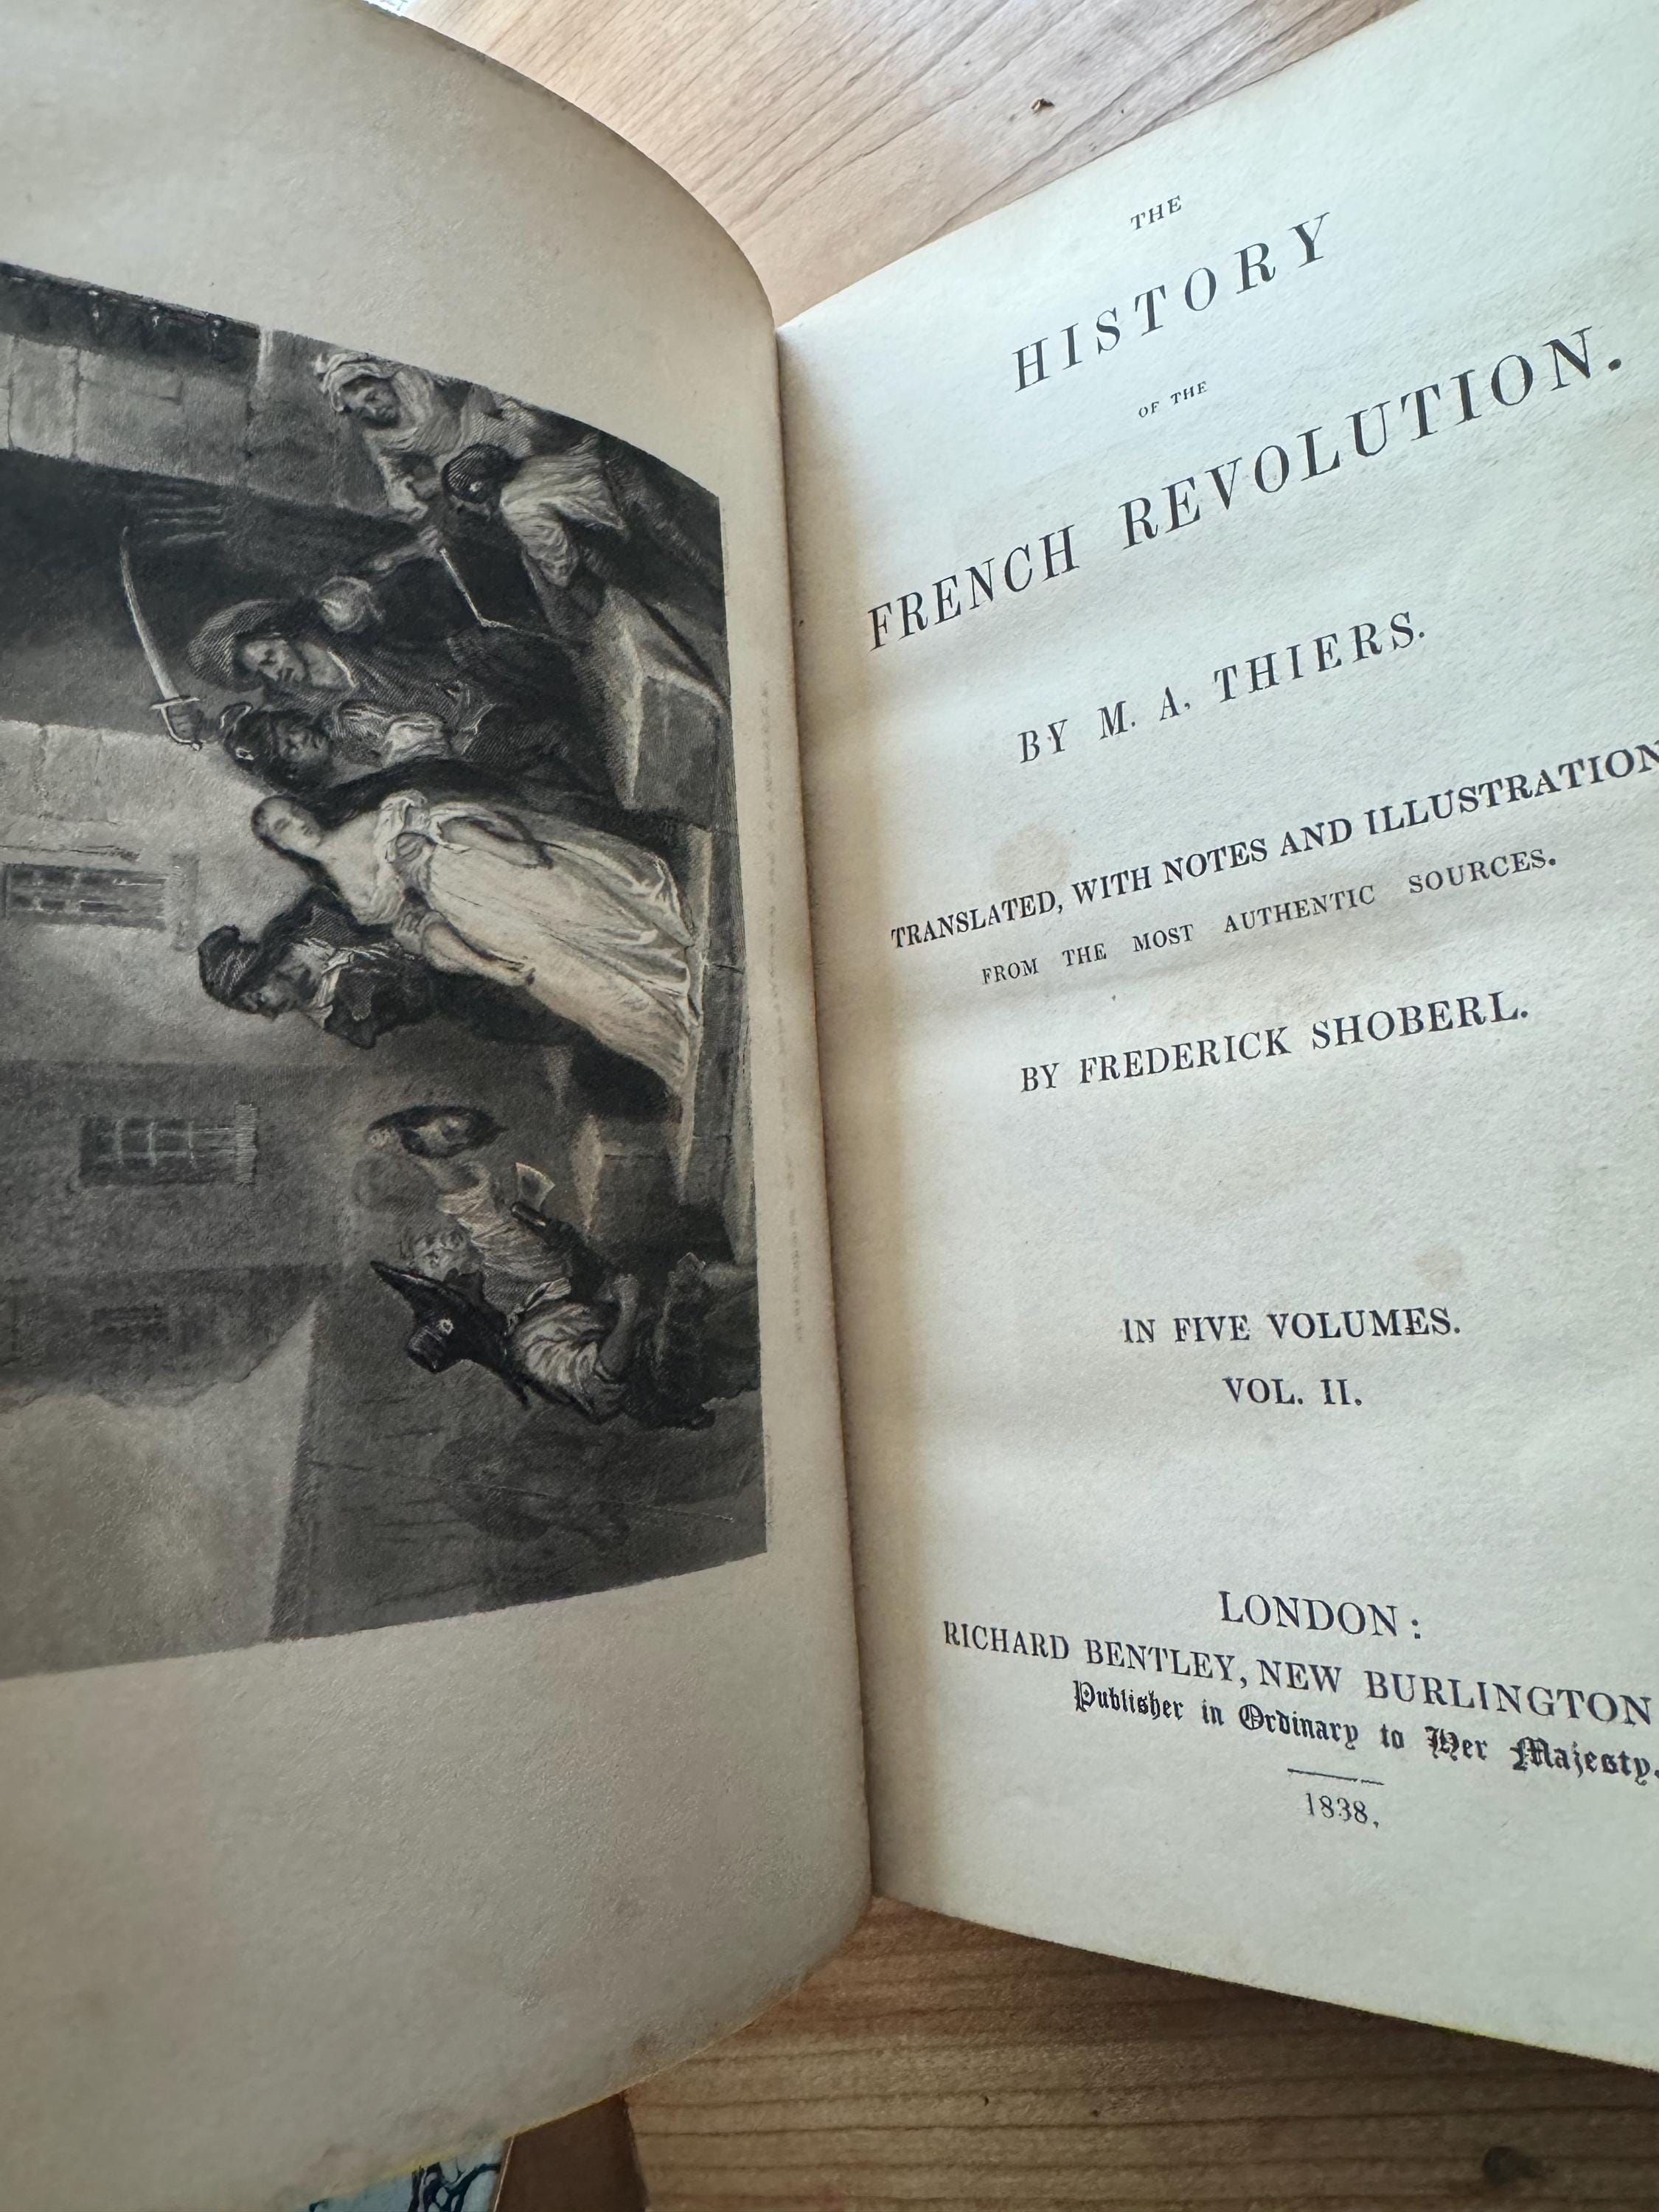 THE
HISTORY
OF THE
FRENCH REVOLUTION.
BY M. A. THIERS.
TRANSLATED, WITH NOTES AND ILLUSTRATION
FROM THE MOST AUTHENTIC SOURCES.
BY FREDERICK SHOBERL.
IN FIVE VOLUMES.
VOL. II.
LONDON:
RICHARD BENTLEY, NEW BURLINGTON
Publisher in Ordinary to Her Majesty.
1838.